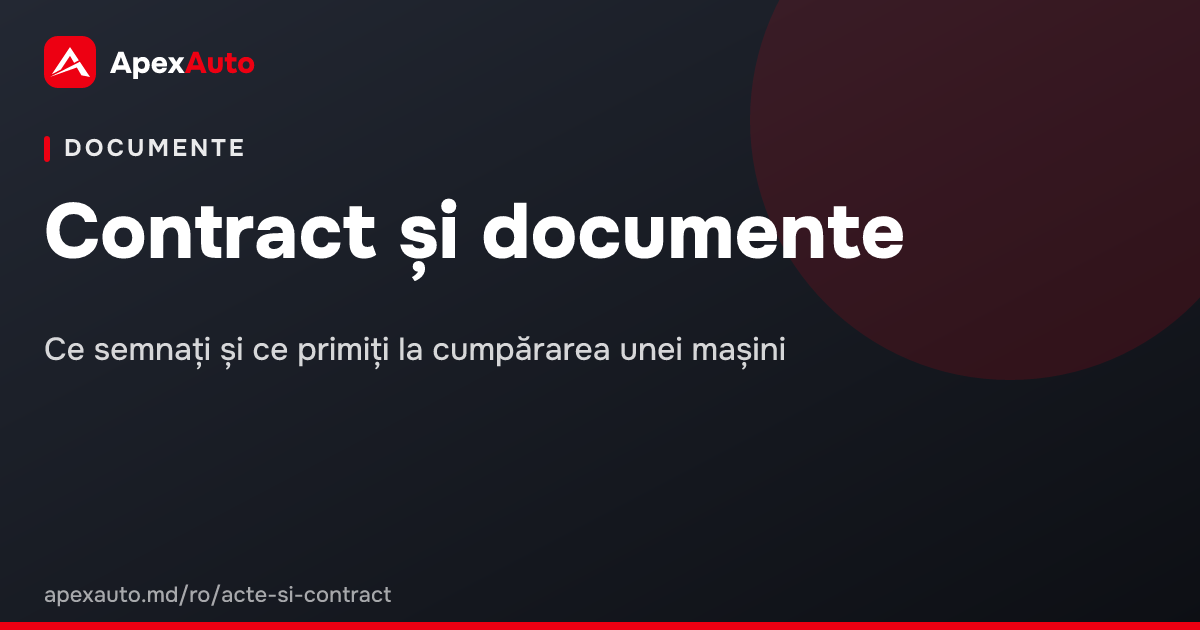 ApexAuto
DOCUMENTE
Contract și documente
Ce semnați și ce primiți la cumpărarea unei mașini
apexauto.md/ro/acte-si-contract